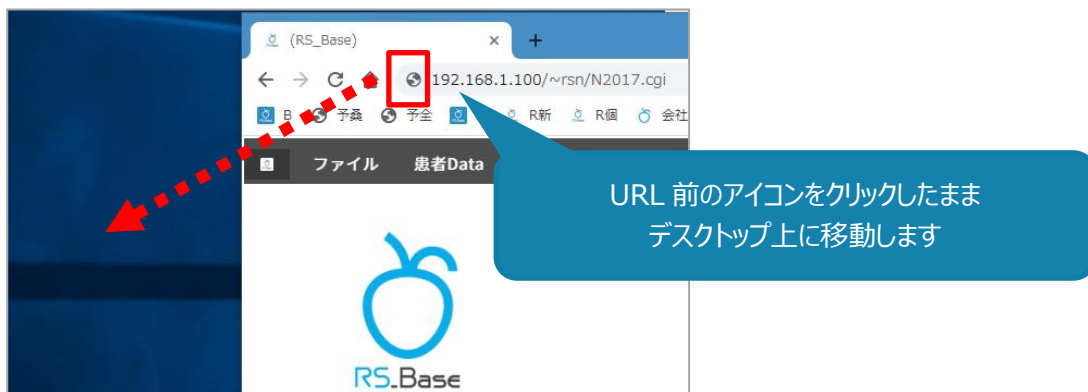 (RS_Base)
192.168.1.100/~rsn/N2017.cgi
B 予桑 予全 R新 R個 会社
ファイル 患者Data
URL 前のアイコンをクリックしたまま
デスクトップ上に移動します
RS_Base